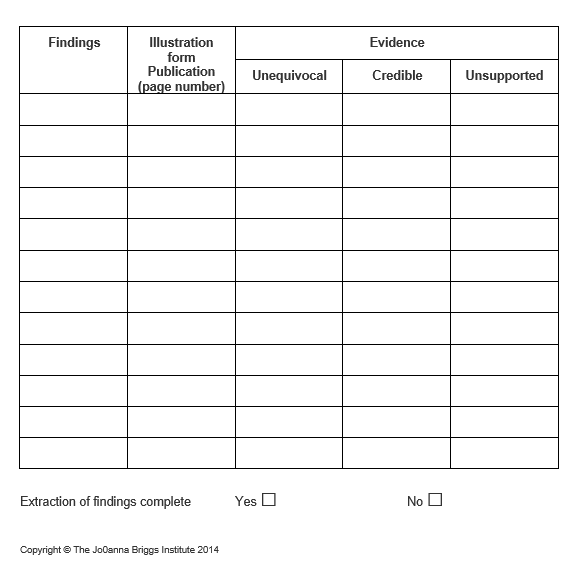 Findings
Illustration
form
Publication
(page number)
Evidence
Unequivocal
Credible
Unsupported
Extraction of findings complete
Yes
No
Copyright © The Jo0anna Briggs Institute 2014